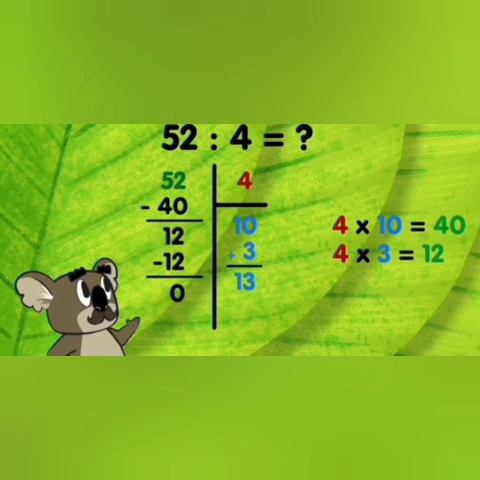 52 : 4 = ?
52 4
- 40 10
12 + 3
-12 13
0
4 x 10 = 40
4 x 3 = 12